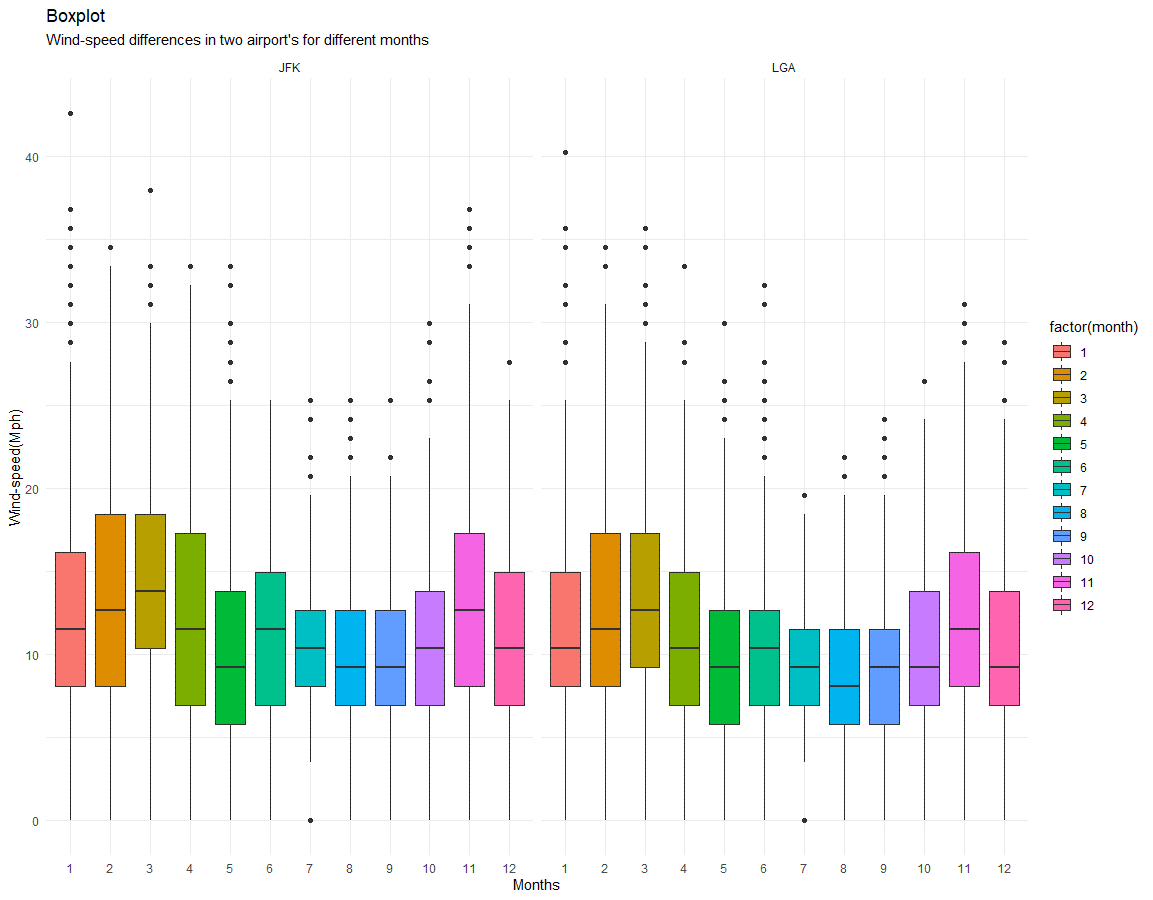 Boxplot
Wind-speed differences in two airport's for different months
JFK
LGA
40
30
20
10
0
Wind-speed(Mph)
1 2 3 4 5 6 7 8 9 10 11 12
1 2 3 4 5 6 7 8 9 10 11 12
Months
factor(month)
1
2
3
4
5
6
7
8
9
10
11
12